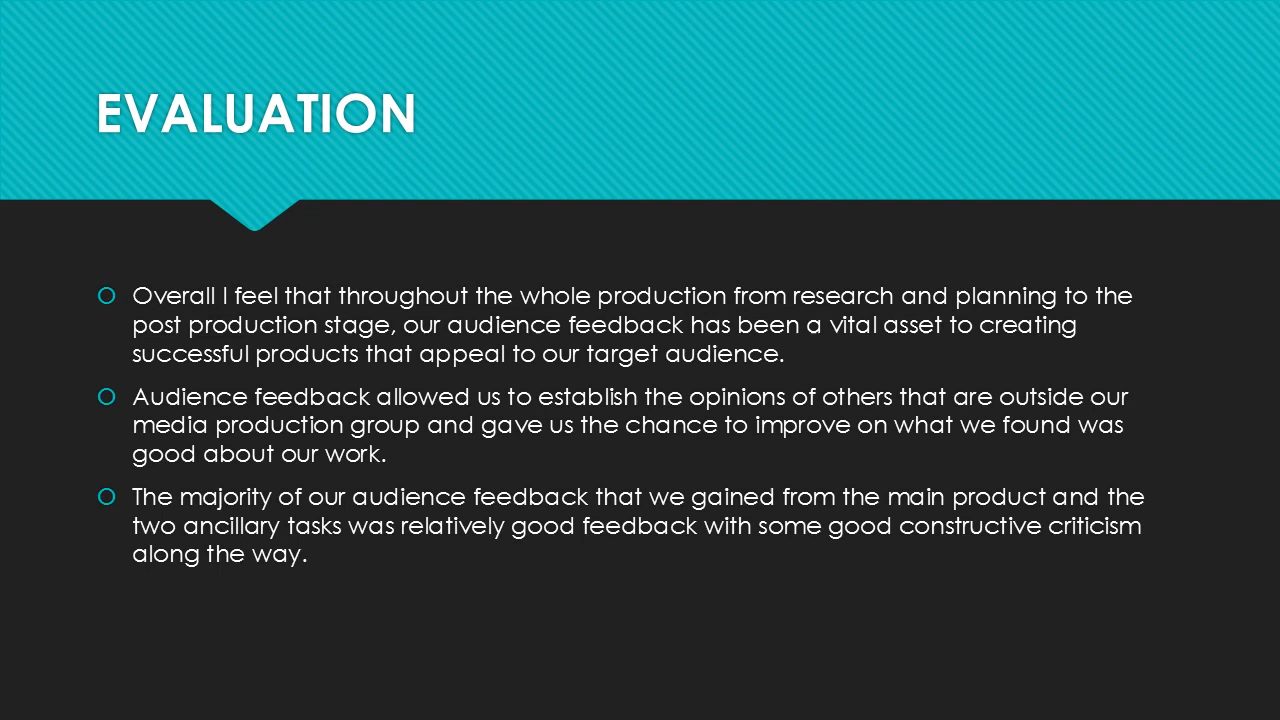 EVALUATION
Overall I feel that throughout the whole production from research and planning to the
post production stage, our audience feedback has been a vital asset to creating
successful products that appeal to our target audience.
Audience feedback allowed us to establish the opinions of others that are outside our
media production group and gave us the chance to improve on what we found was
good about our work.
The majority of our audience feedback that we gained from the main product and the
two ancillary tasks was relatively good feedback with some good constructive criticism
along the way.